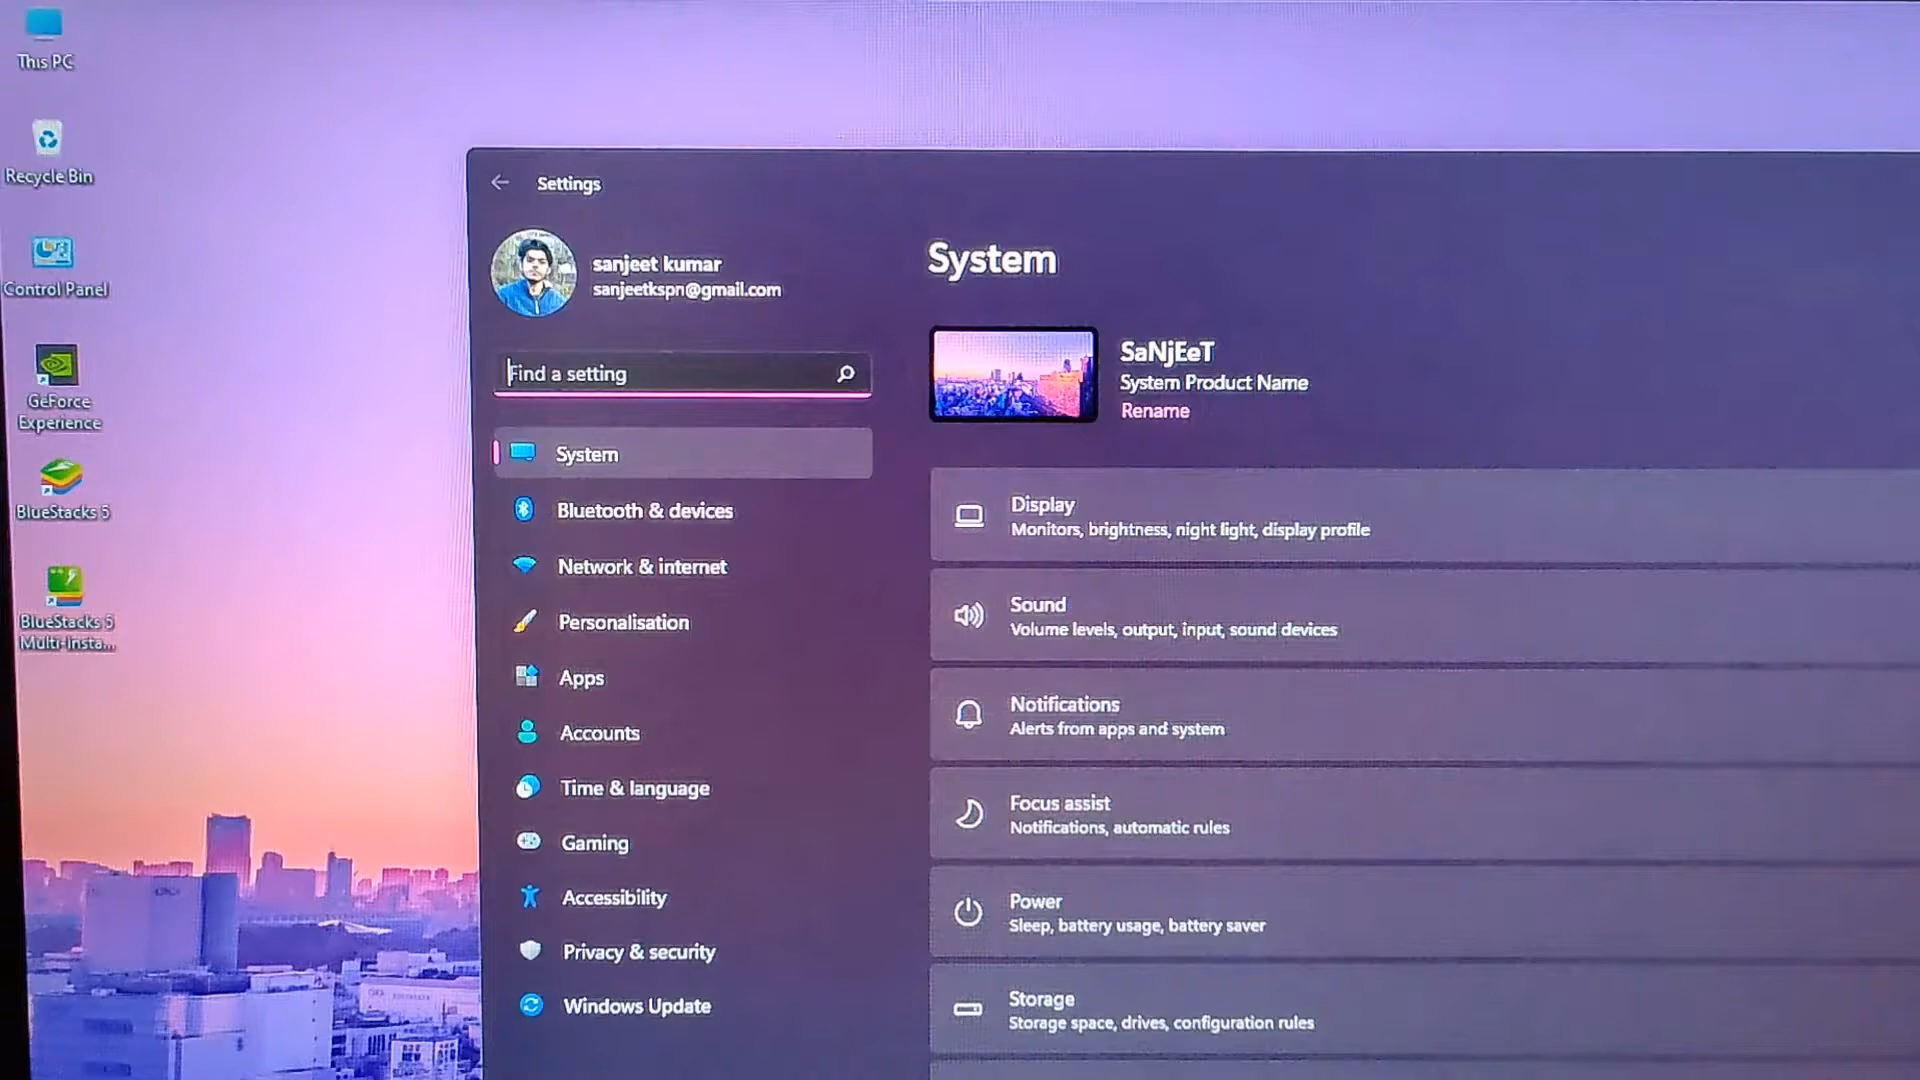 This PC
Recycle Bin
Control Panel
GeForce
Experience
BlueStacks 5
BlueStacks 5
Multi-Insta...
Settings
sanjeet kumar
sanjeetkspn@gmail.com
Find a setting
System
Bluetooth & devices
Network & internet
Personalisation
Apps
Accounts
Time & language
Gaming
Accessibility
Privacy & security
Windows Update
System
SaNjEeT
System Product Name
Rename
Display
Monitors, brightness, night light, display profile
Sound
Volume levels, output, input, sound devices
Notifications
Alerts from apps and system
Focus assist
Notifications, automatic rules
Power
Sleep, battery usage, battery saver
Storage
Storage space, drives, configuration rules